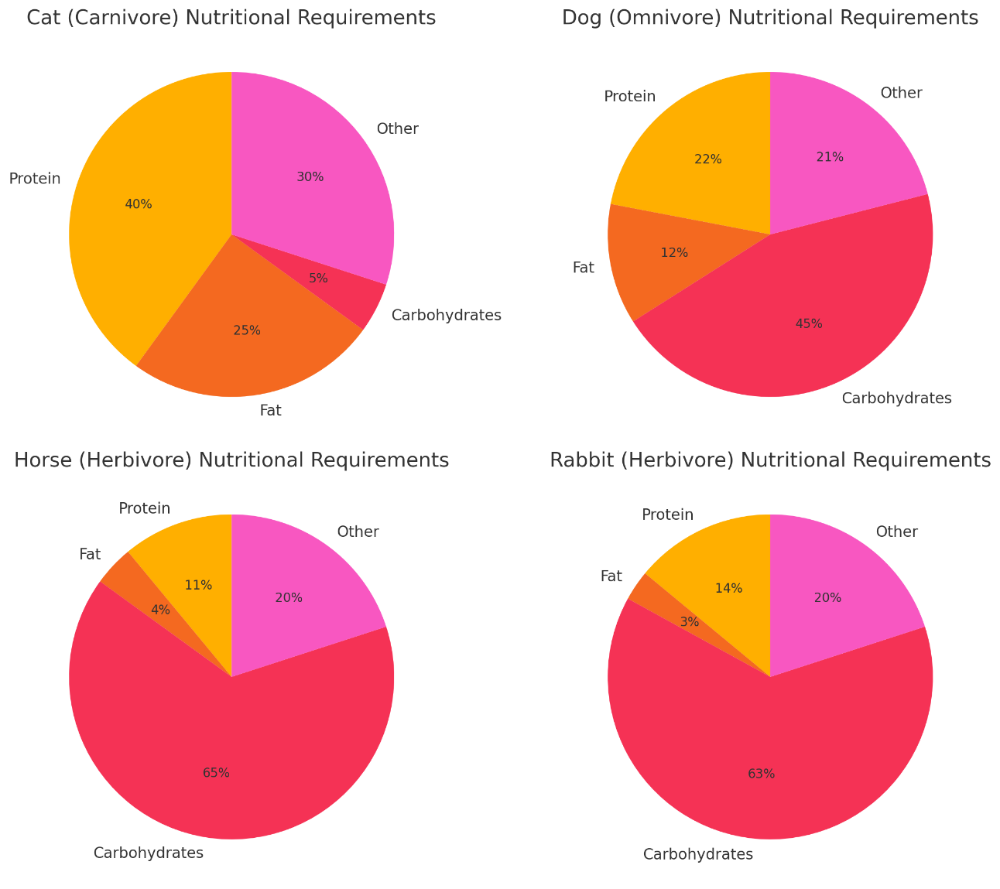 Cat (Carnivore) Nutritional Requirements
Other
30%
Protein
40%
5%
Carbohydrates
25%
Fat
Dog (Omnivore) Nutritional Requirements
Protein
Other
22%
21%
12%
Fat
45%
Carbohydrates
Horse (Herbivore) Nutritional Requirements
Protein
Other
Fat
11%
20%
4%
65%
Carbohydrates
Rabbit (Herbivore) Nutritional Requirements
Protein
Other
Fat
14%
20%
3%
63%
Carbohydrates